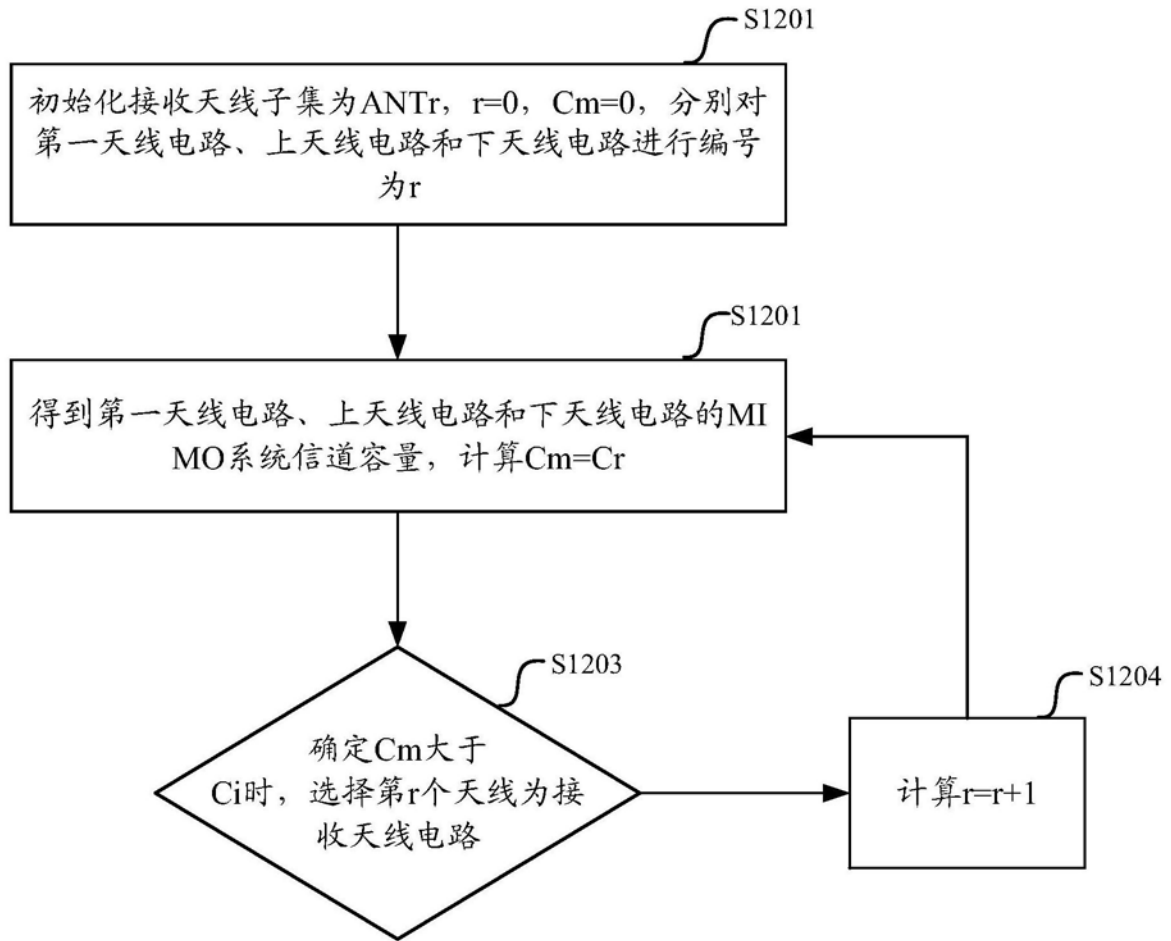 S1201
初始化接收天线子集为ANTr，r=0，Cm=0，分别对
第一天线电路、上天线电路和下天线电路进行编号
为r
S1201
得到第一天线电路、上天线电路和下天线电路的MI
MO系统信道容量，计算Cm=Cr
S1203
确定Cm大于
Ci时，选择第r个天线为接
收天线电路
S1204
计算r=r+1